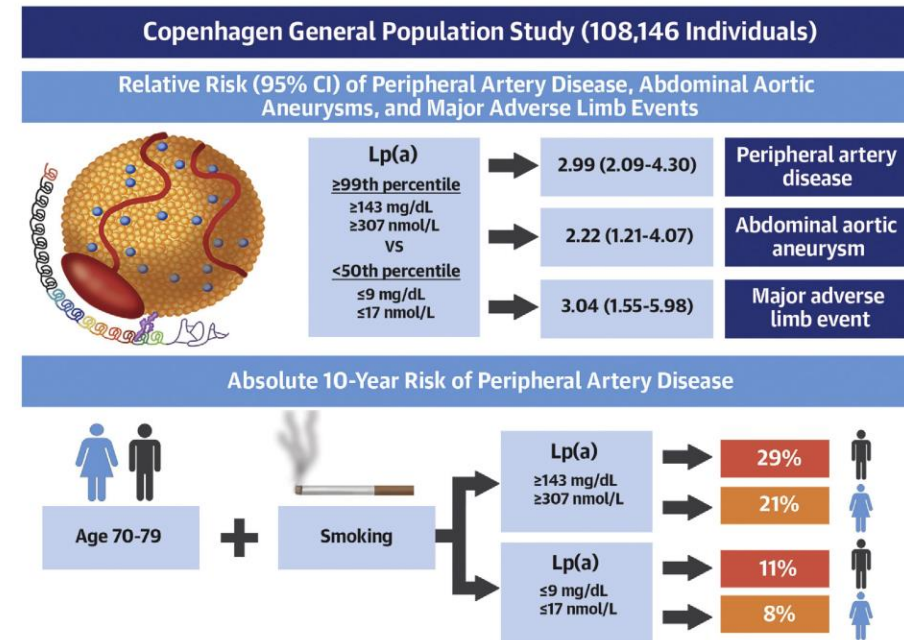 Copenhagen General Population Study (108,146 Individuals)
Relative Risk (95% CI) of Peripheral Artery Disease, Abdominal Aortic
Aneurysms, and Major Adverse Limb Events
Lp(a)
≥99th percentile
≥143 mg/dL
≥307 nmol/L
VS
<50th percentile
≤9 mg/dL
≤17 nmol/L
2.99 (2.09-4.30)
Peripheral artery
disease
2.22 (1.21-4.07)
Abdominal aortic
aneurysm
3.04 (1.55-5.98)
Major adverse
limb event
Absolute 10-Year Risk of Peripheral Artery Disease
Age 70-79
Smoking
Lp(a)
≥143 mg/dL
≥307 nmol/L
29%
21%
Lp(a)
≤9 mg/dL
≤17 nmol/L
11%
8%